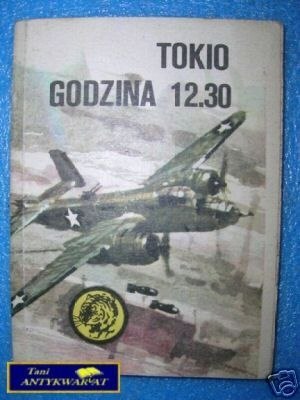 TOKIO
GODZINA 12.30
Tani
ANTYKWARIAT